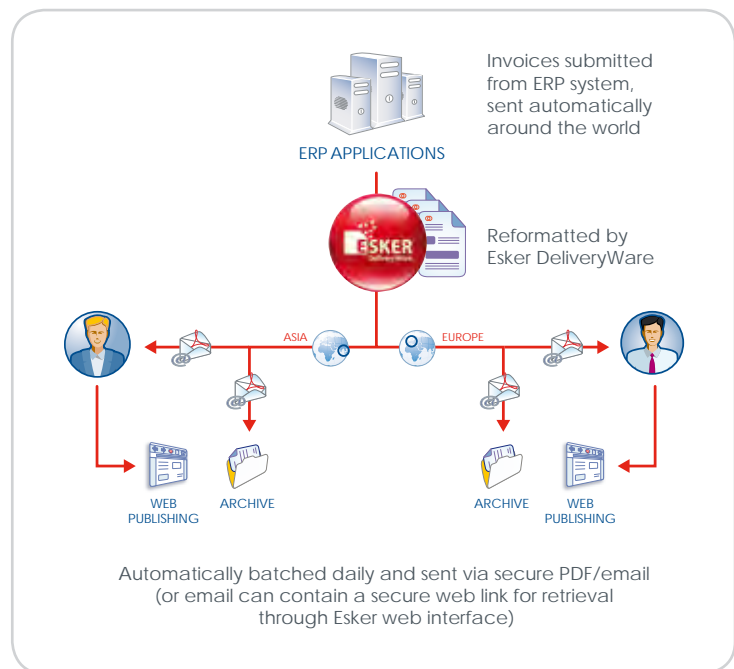 Invoices submitted
from ERP system,
sent automatically
around the world
ERP APPLICATIONS
ESKER
DeliveryWare
Reformatted by
Esker DeliveryWare
ASIA
EUROPE
WEB
PUBLISHING
ARCHIVE
ARCHIVE
WEB
PUBLISHING
Automatically batched daily and sent via secure PDF/email
(or email can contain a secure web link for retrieval
through Esker web interface)